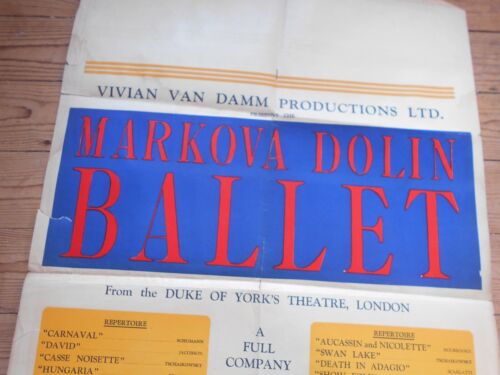 VIVIAN VAN DAMM PRODUCTIONS LTD.
PRESENTS THE
MARKOVA DOLIN
BALLET
From the DUKE OF YORK'S THEATRE, LONDON
REPERTOIRE
"CARNAVAL" SCHUMANN
"DAVID" JACOBSON
"CASSE NOISETTE" TSCHAIKOWSKY
"HUNGARIA"
A
FULL
COMPANY
REPERTOIRE
"AUCASSIN and NICOLETTE"
"SWAN LAKE" TSCHAIKOWSKY
"DEATH IN ADAGIO" SCARLATTI